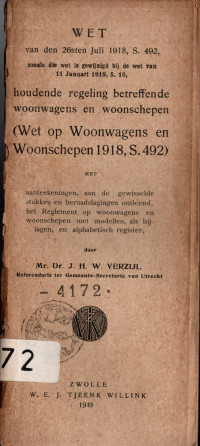 WET
van den 26sten Juli 1918, S. 492,
zooals die wet is gewijzigd bij de wet van
11 Januari 1919, S. 16,
houdende regeling betreffende
woonwagens en woonschepen
(Wet op Woonwagens en
Woonschepen 1918, S. 492)
MET
aanteekeningen, aan de gewisselde
stukken en beraadslagingen ontleend,
het Reglement op woonwagens en
woonschepen met modellen, als bij-
lagen, en alphabetisch register,
door
Mr. Dr. J. H. W. VERZIJL
Referendaris ter Gemeente-Secretarie van Utrecht
- 4172 -
72
ZWOLLE
W. E. J. TJEENK WILLINK
1919